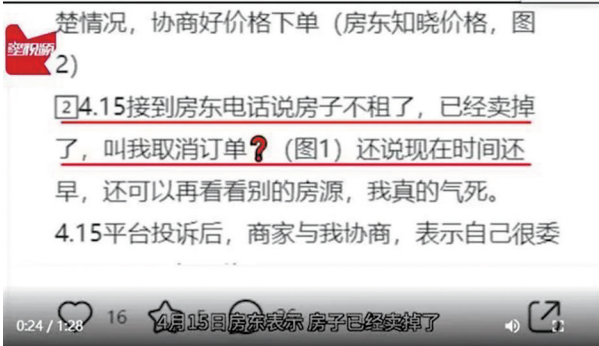 楚情况，协商好价格下单（房东知晓价格，图
2）
2 4.15接到房东电话说房子不租了，已经卖掉
了，叫我取消订单❓（图1）还说现在时间还
早，还可以再看看别的房源，我真的气死。
4.15平台投诉后，商家与我协商，表示自己很委
16
4月15日房东表示 房子已经卖掉了
0:24 / 1:28